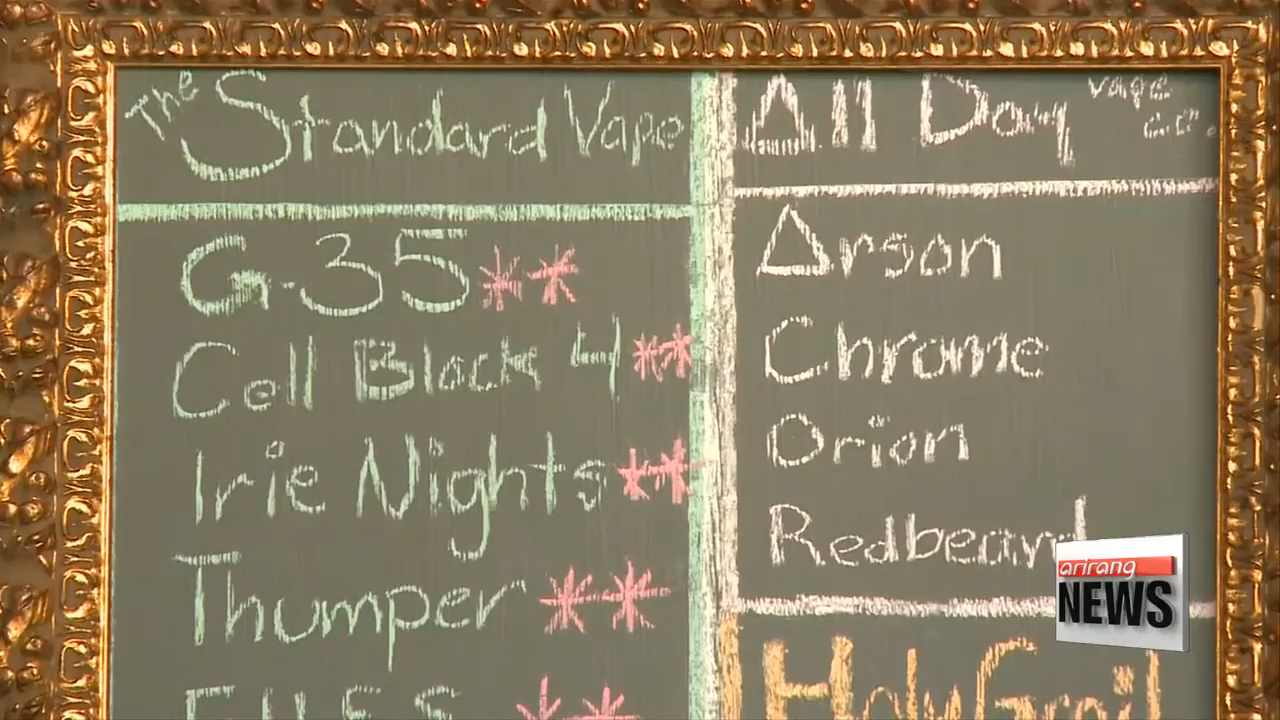 The Standard Vape
G-35 **
Cell Block 4 **
Irie Nights **
Thumper **
**
All Day Vape Co.
Arson
Chrome
Orion
Redbeard
Holy Grail
arirang
NEWS